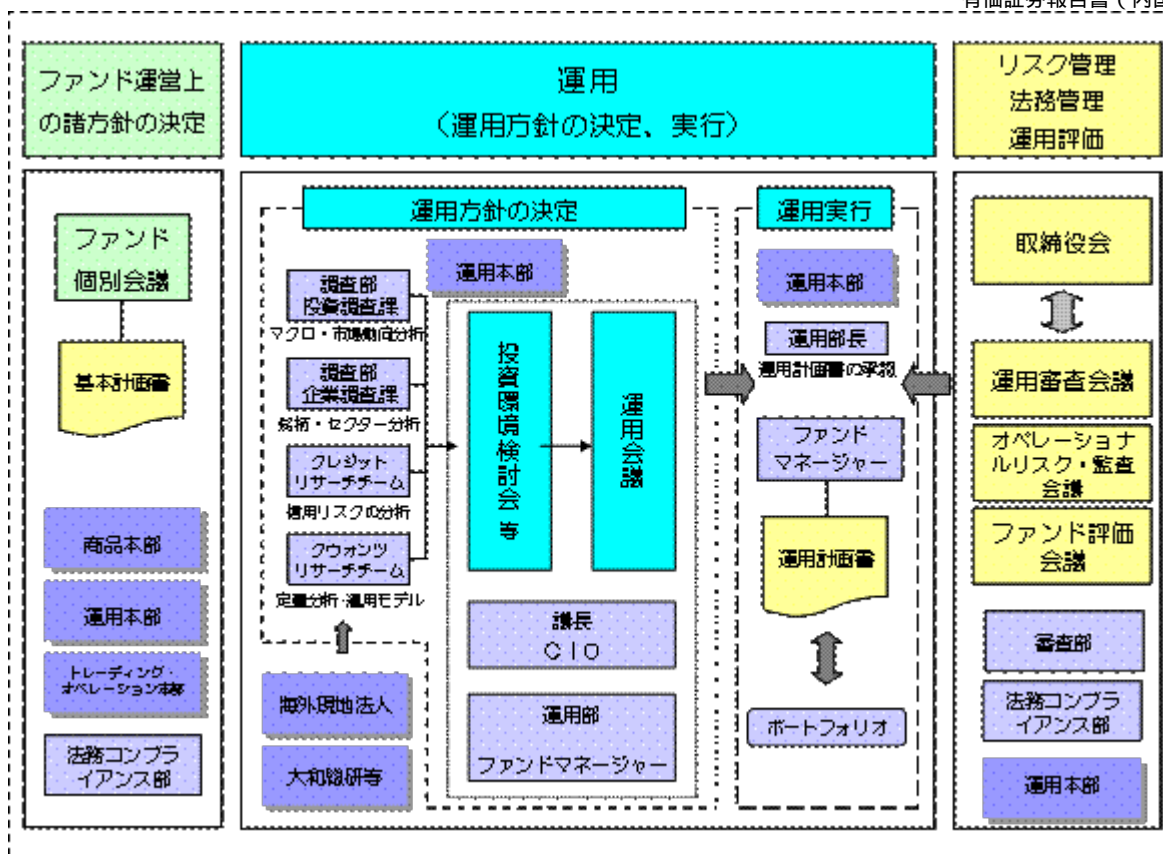 有価証券報告書(内国
ファンド運営上
の諸方針の決定
運用
(運用方針の決定、実行)
リスク管理
法務管理
運用評価
ファンド
個別会議
基本計画書
商品本部
運用本部
トレーディング・
オペレーション本部
法務コンプラ
イアンス部
運用方針の決定
運用本部
調査部
投資調査課
マクロ・市場動向分析
調査部
企業調査課
銘柄・セクター分析
クレジット
リサーチチーム
信用リスクの分析
クウォンツ
リサーチチーム
定量分析・運用モデル
海外現地法人
大和総研等
投資環境検討会 等
運用会議
議長
CIO
運用部
ファンドマネージャー
運用実行
運用本部
運用部長
運用計画書の承認
ファンド
マネージャー
運用計画書
ポートフォリオ
取締役会
運用審査会議
オペレーショナ
ルリスク・監査
会議
ファンド評価
会議
審査部
法務コンプラ
イアンス部
運用本部